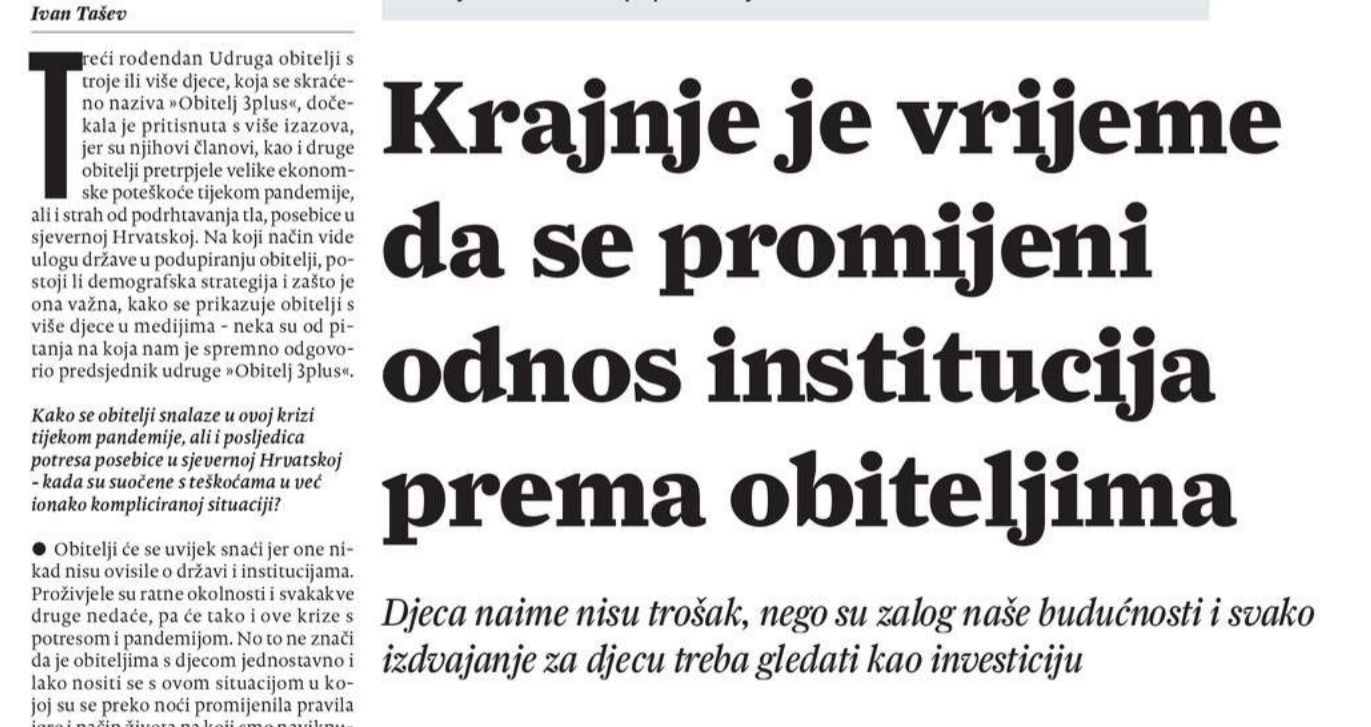 Ivan Tašev
Treći rođendan Udruga obitelji s
troje ili više djece, koja se skraće-
no naziva »Obitelj 3plus«, doče-
kala je pritisnuta s više izazova,
jer su njihovi članovi, kao i druge
obitelji pretrpjele velike ekonom-
ske poteškoće tijekom pandemije,
ali i strah od podrhtavanja tla, posebice u
sjevernoj Hrvatskoj. Na koji način vide
ulogu države u podupiranju obitelji, po-
stoji li demografska strategija i zašto je
ona važna, kako se prikazuje obitelji s
više djece u medijima - neka su od pi-
tanja na koja nam je spremno odgovo-
rio predsjednik udruge »Obitelj 3plus«.
Kako se obitelji snalaze u ovoj krizi
tijekom pandemije, ali i posljedica
potresa posebice u sjevernoj Hrvatskoj
- kada su suočene s teškoćama u već
ionako kompliciranoj situaciji?
● Obitelji će se uvijek snaći jer one ni-
kad nisu ovisile o državi i institucijama.
Proživjele su ratne okolnosti i svakakve
druge nedaće, pa će tako i ove krize s
potresom i pandemijom. No to ne znači
da je obiteljima s djecom jednostavno i
lako nositi se s ovom situacijom u ko-
joj su se preko noći promijenila pravila
Krajnje je vrijeme
da se promijeni
odnos institucija
prema obiteljima
Djeca naime nisu trošak, nego su zalog naše budućnosti i svako
izdvajanje za djecu treba gledati kao investiciju